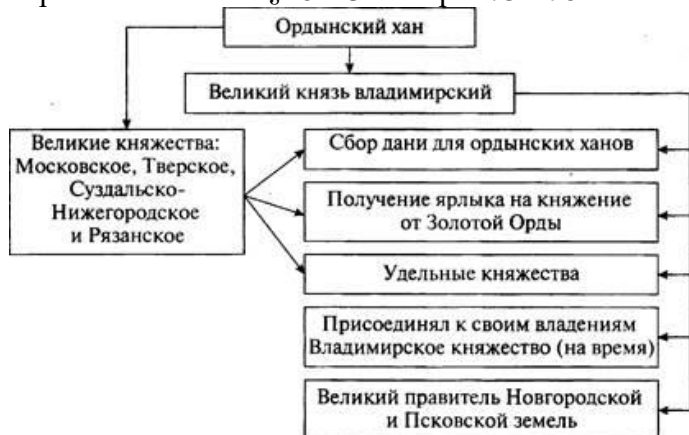 Ордынский хан
Великий князь владимирский
Великие княжества:
Московское, Тверское,
Суздальско-
Нижегородское
и Рязанское
Сбор дани для ордынских ханов
Получение ярлыка на княжение
от Золотой Орды
Удельные княжества
Присоединял к своим владениям
Владимирское княжество (на время)
Великий правитель Новгородской
и Псковской земель